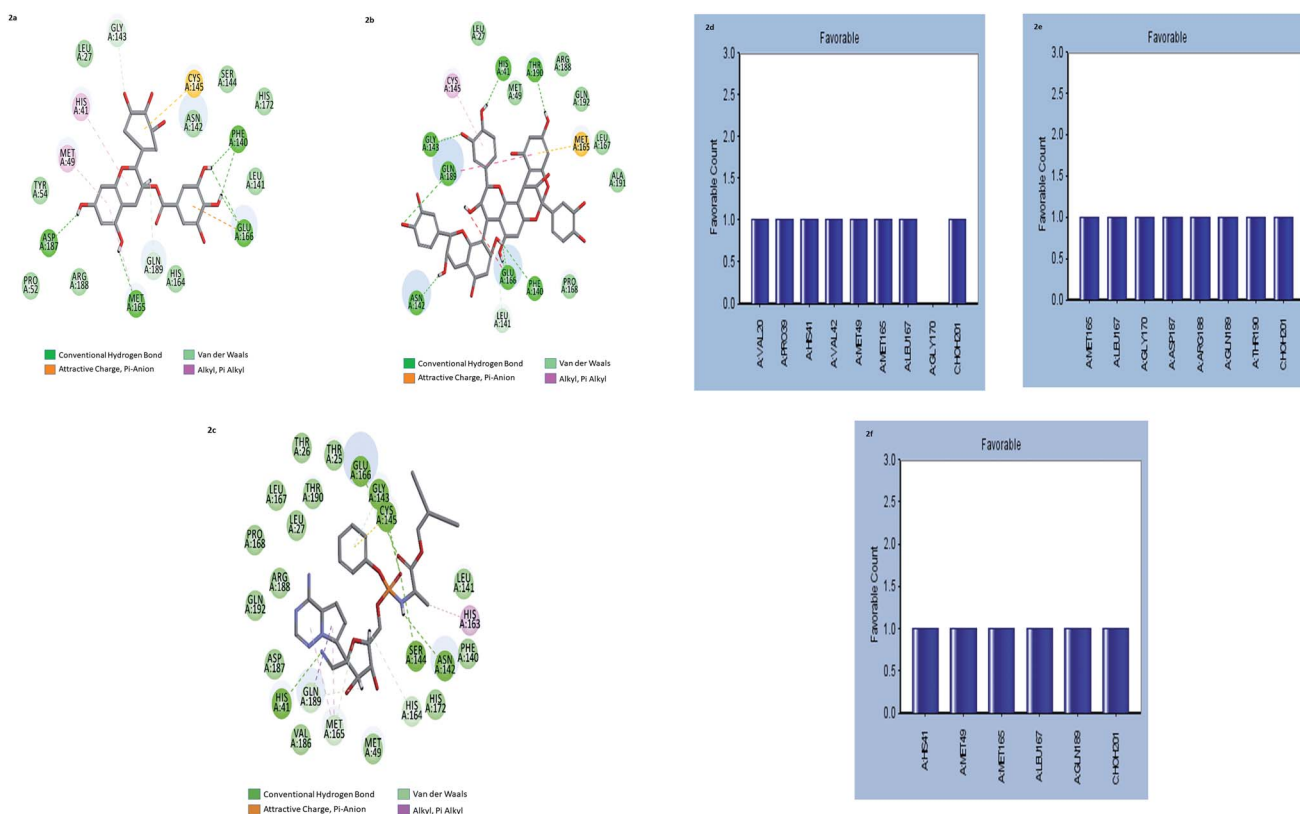 2a
GLY
A:143
LEU
A:27
CYS
A:145
SER
A:144
HIS
A:41
ASN
A:142
HIS
A:172
PHE
A:140
MET
A:49
LEU
A:141
TYR
A:54
GLU
A:166
ASP
A:187
GLN
A:189
HIS
A:164
PRO
A:52
ARG
A:188
MET
A:165
Conventional Hydrogen Bond
Van der Waals
Attractive Charge, Pi-Anion
Alkyl, Pi Alkyl
2b
LEU
A:27
HIS
A:41
THR
A:190
ARG
A:188
CYS
A:145
MET
A:49
GLN
A:192
GLY
A:143
MET
A:165
LEU
A:167
GLN
A:189
ALA
A:191
GLU
A:166
PHE
A:140
PRO
A:168
ASN
A:142
LEU
A:141
Conventional Hydrogen Bond
Van der Waals
Attractive Charge, Pi-Anion
Alkyl, Pi Alkyl
2d
Favorable
Favorable Count
3.0
2.5
2.0
1.5
1.0
0.5
0.0
A:VAL20
A:PRO39
A:HIS41
A:VAL42
A:MET49
A:MET165
A:LEU167
A:GLY170
C:HOH201
2e
Favorable
Favorable Count
3.0
2.5
2.0
1.5
1.0
0.5
0.0
A:MET165
A:LEU167
A:GLY170
A:ASP187
A:ARG188
A:GLN189
A:THR190
C:HOH201
2c
THR
A:26
THR
A:25
GLU
A:166
LEU
A:167
THR
A:190
GLY
A:143
CYS
A:145
LEU
A:27
PRO
A:168
ARG
A:188
LEU
A:141
GLN
A:192
HIS
A:163
ASP
A:187
SER
A:144
ASN
A:142
PHE
A:140
HIS
A:41
GLN
A:189
HIS
A:164
HIS
A:172
VAL
A:186
MET
A:165
MET
A:49
Conventional Hydrogen Bond
Van der Waals
Attractive Charge, Pi-Anion
Alkyl, Pi Alkyl
2f
Favorable
Favorable Count
3.0
2.5
2.0
1.5
1.0
0.5
0.0
A:HIS41
A:MET49
A:MET165
A:LEU167
A:GLN189
C:HOH201